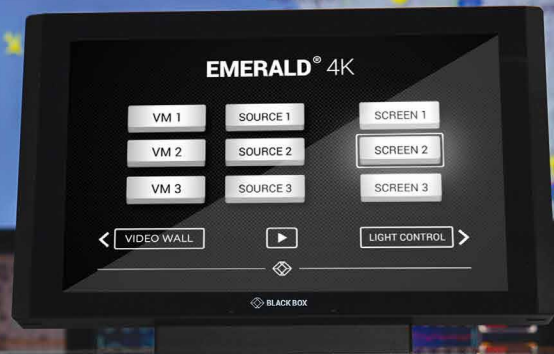 EMERALD® 4K
VM 1 SOURCE 1 SCREEN 1
VM 2 SOURCE 2 SCREEN 2
VM 3 SOURCE 3 SCREEN 3
VIDEO WALL LIGHT CONTROL
BLACK BOX